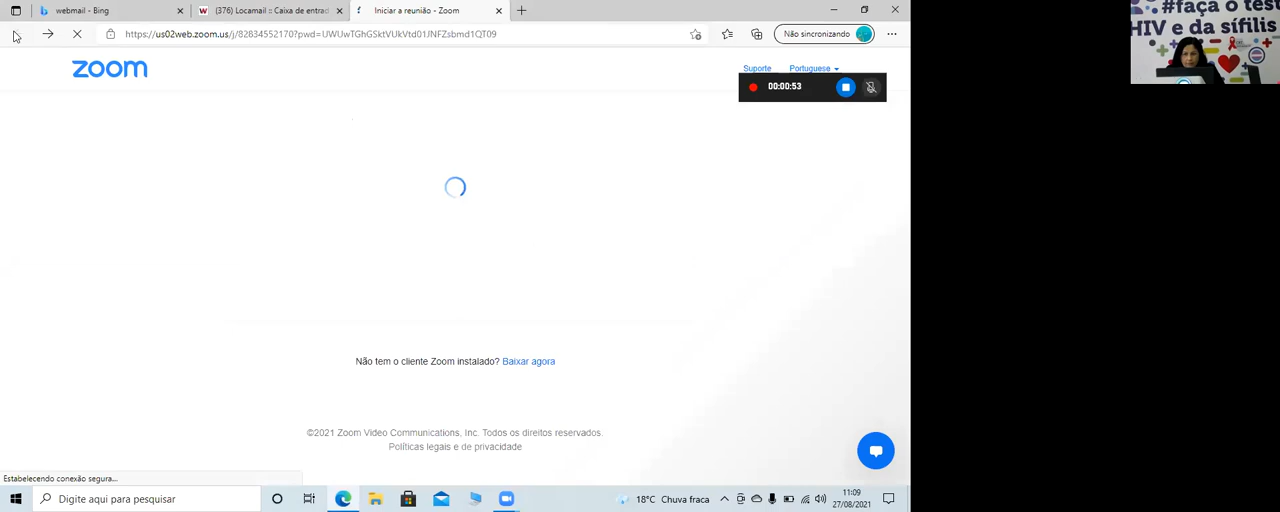 webmail - Bing
(376) Locamail :: Caixa de entrad
Iniciar a reunião - Zoom
https://us02web.zoom.us/j/82834552170?pwd=UWUwTGhGSktVUkVtd01JNFZsbmd1QT09
Não sincronizando
zoom
Suporte
Portuguese
00:00:53
Não tem o cliente Zoom instalado? Baixar agora
©2021 Zoom Video Communications, Inc. Todos os direitos reservados.
Políticas legais e de privacidade
Estabelecendo conexão segura...
Digite aqui para pesquisar
18°C Chuva fraca
11:09
27/08/2021
#faça o test
HIV e da sífilis